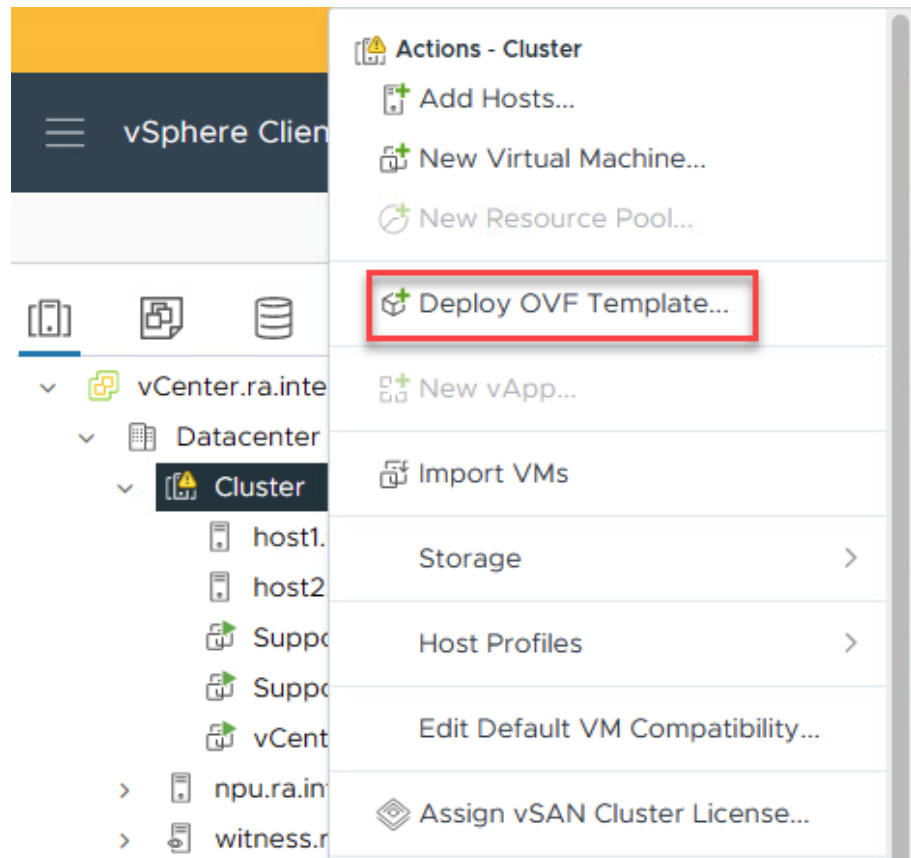 Actions - Cluster
Add Hosts...
vSphere Clien
New Virtual Machine...
New Resource Pool...
Deploy OVF Template...
vCenter.ra.inte
New vApp...
Datacenter
Import VMs
Cluster
host1.
Storage
host2
Suppo
Host Profiles
Suppo
vCent
Edit Default VM Compatibility...
npu.ra.in
Assign vSAN Cluster License...
witness.r